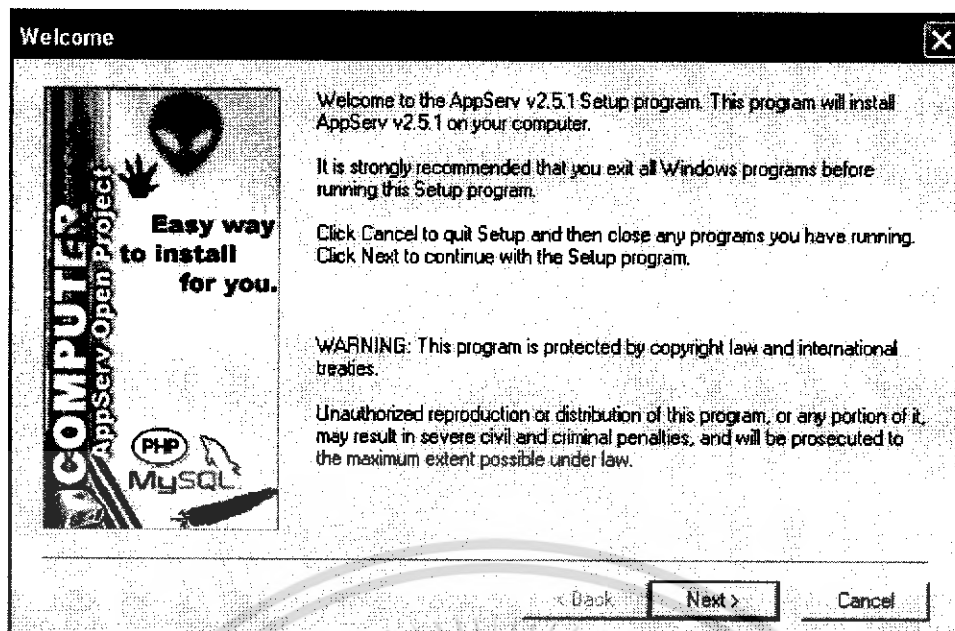 Welcome
Welcome to the AppServ v2.5.1 Setup program. This program will install
AppServ v2.5.1 on your computer.
It is strongly recommended that you exit all Windows programs before
running this Setup program.
Click Cancel to quit Setup and then close any programs you have running.
Click Next to continue with the Setup program.
WARNING: This program is protected by copyright law and international
treaties.
Unauthorized reproduction or distribution of this program, or any portion of it,
may result in severe civil and criminal penalties, and will be prosecuted to
the maximum extent possible under law.
COMPUTER
AppServ Open Project
Easy way
to install
for you.
PHP
MySQL
< Back
Next >
Cancel